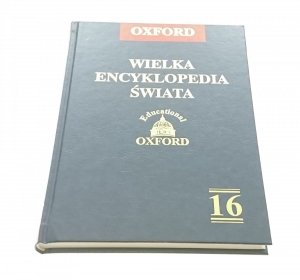 OXFORD
WIELKA
ENCYKLOPEDIA
ŚWIATA
Educational
OXFORD
16